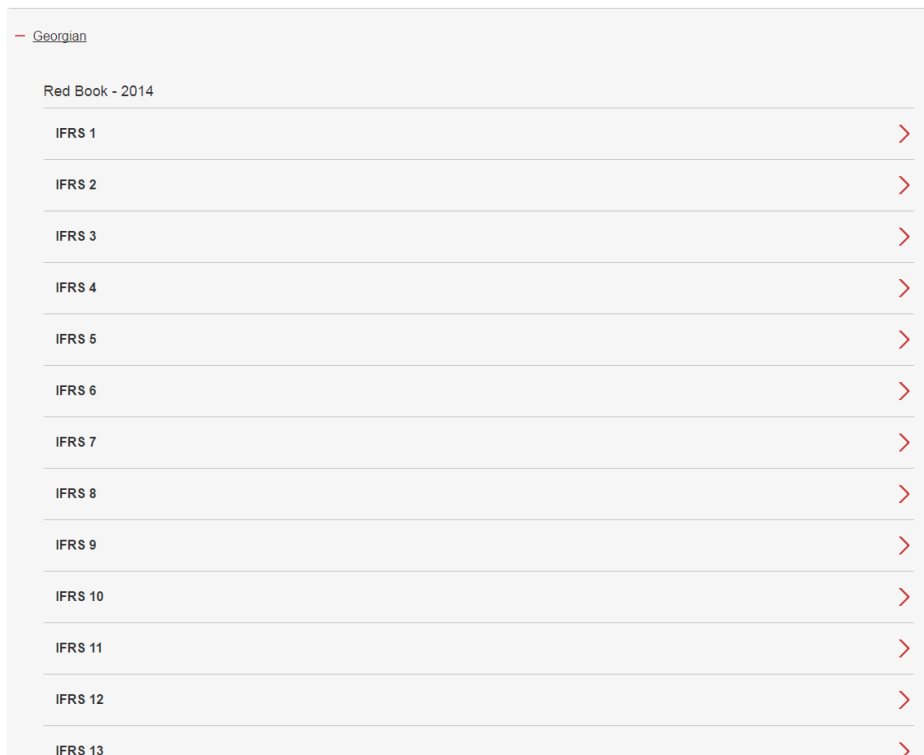 Georgian
Red Book - 2014
IFRS 1
IFRS 2
IFRS 3
IFRS 4
IFRS 5
IFRS 6
IFRS 7
IFRS 8
IFRS 9
IFRS 10
IFRS 11
IFRS 12
IFRS 13